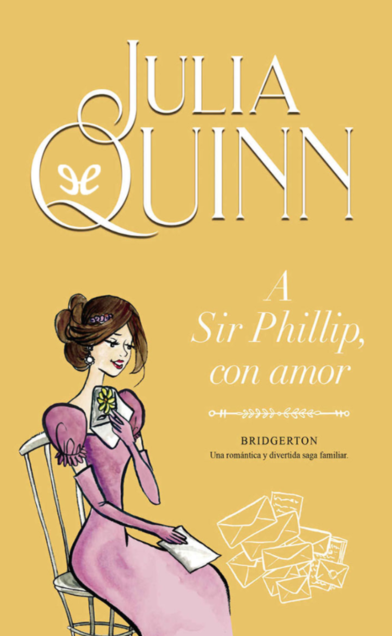 JULIA
QUINN
A
Sir Phillip,
con amor
BRIDGERTON
Una romántica y divertida saga familiar.